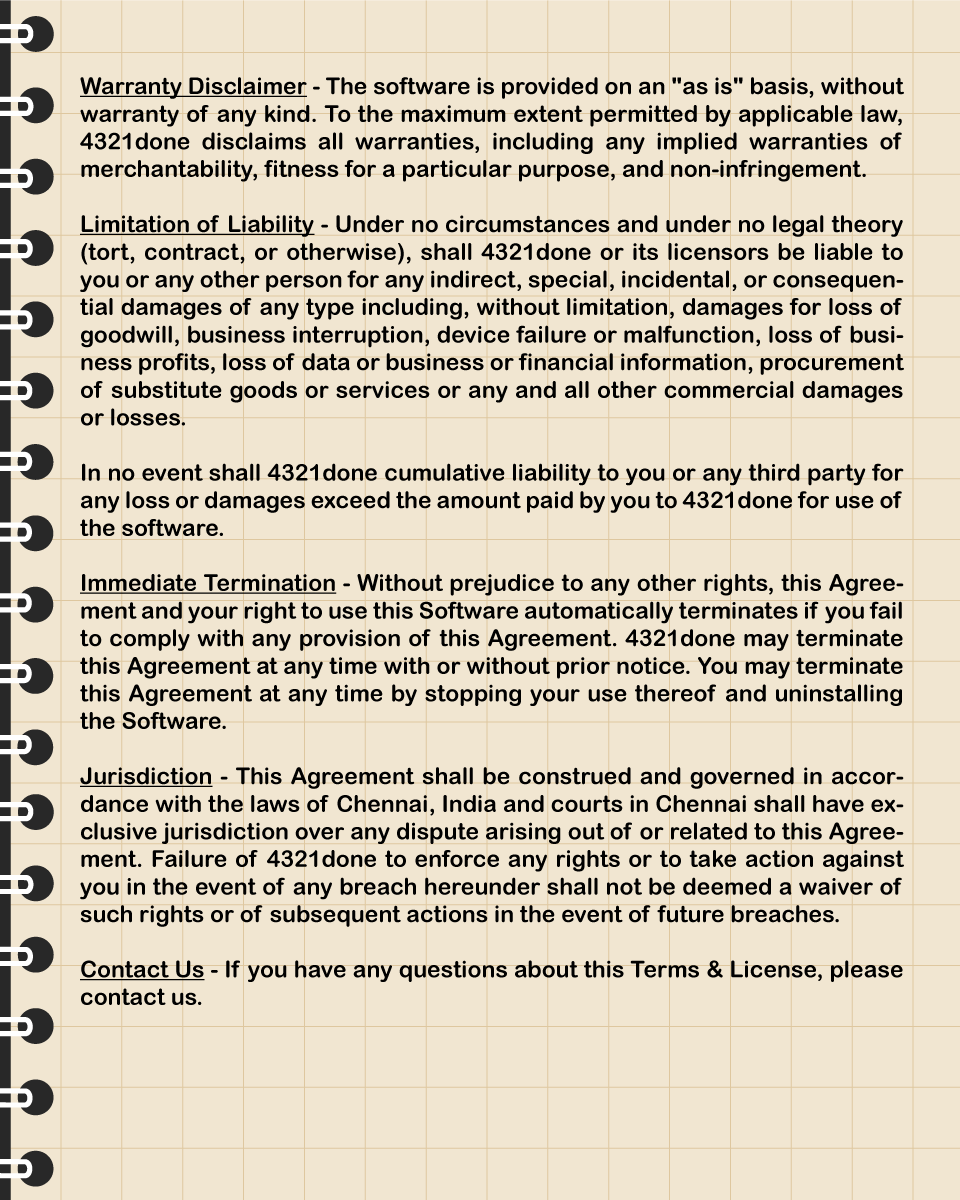 Warranty Disclaimer - The software is provided on an "as is" basis, without
warranty of any kind. To the maximum extent permitted by applicable law,
4321done disclaims all warranties, including any implied warranties of
merchantability, fitness for a particular purpose, and non-infringement.
Limitation of Liability - Under no circumstances and under no legal theory
(tort, contract, or otherwise), shall 4321done or its licensors be liable to
you or any other person for any indirect, special, incidental, or consequen-
tial damages of any type including, without limitation, damages for loss of
goodwill, business interruption, device failure or malfunction, loss of busi-
ness profits, loss of data or business or financial information, procurement
of substitute goods or services or any and all other commercial damages
or losses.
In no event shall 4321done cumulative liability to you or any third party for
any loss or damages exceed the amount paid by you to 4321done for use of
the software.
Immediate Termination - Without prejudice to any other rights, this Agree-
ment and your right to use this Software automatically terminates if you fail
to comply with any provision of this Agreement. 4321done may terminate
this Agreement at any time with or without prior notice. You may terminate
this Agreement at any time by stopping your use thereof and uninstalling
the Software.
Jurisdiction - This Agreement shall be construed and governed in accor-
dance with the laws of Chennai, India and courts in Chennai shall have ex-
clusive jurisdiction over any dispute arising out of or related to this Agree-
ment. Failure of 4321done to enforce any rights or to take action against
you in the event of any breach hereunder shall not be deemed a waiver of
such rights or of subsequent actions in the event of future breaches.
Contact Us - If you have any questions about this Terms & License, please
contact us.